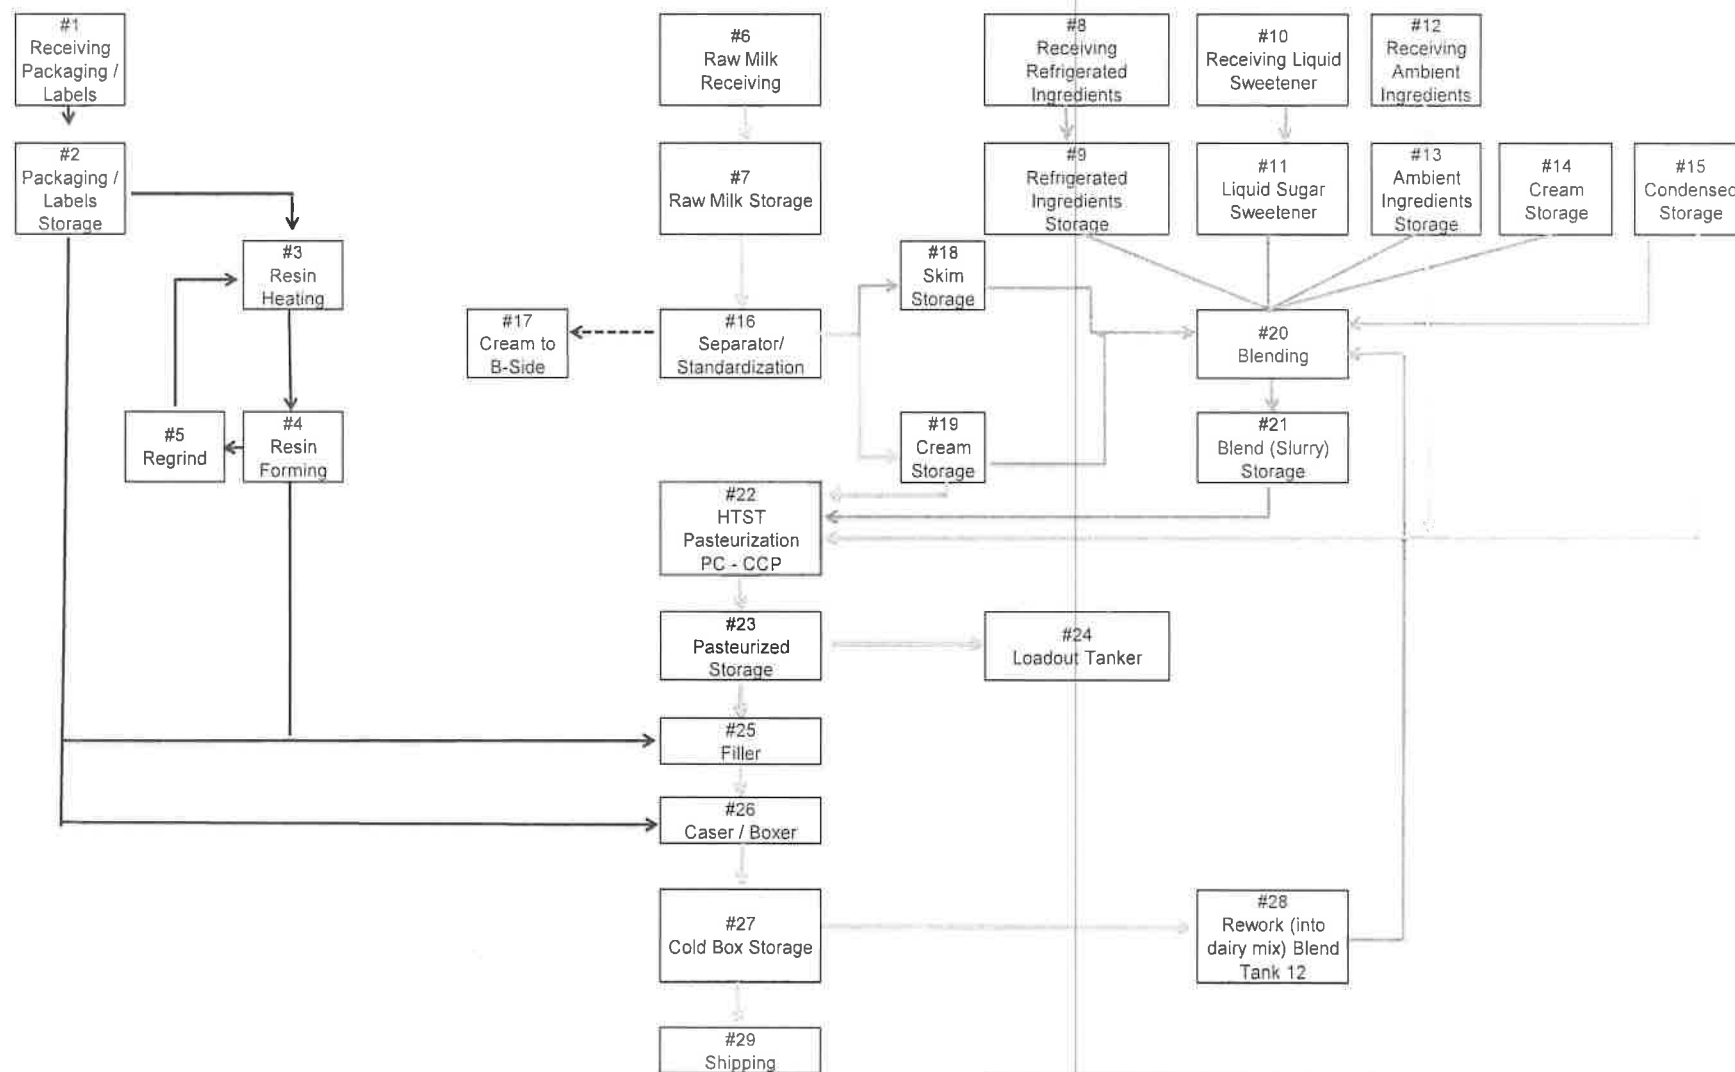 #1
Receiving
Packaging /
Labels
#6
Raw Milk
Receiving
#8
Receiving
Refrigerated
Ingredients
#10
Receiving Liquid
Sweetener
#12
Receiving
Ambient
Ingredients
#2
Packaging /
Labels
Storage
#7
Raw Milk Storage
#9
Refrigerated
Ingredients
Storage
#11
Liquid Sugar
Sweetener
#13
Ambient
Ingredients
Storage
#14
Cream
Storage
#15
Condensed
Storage
#3
Resin
Heating
#18
Skim
Storage
#17
Cream to
B-Side
#16
Separator/
Standardization
#20
Blending
#5
Regrind
#4
Resin
Forming
#19
Cream
Storage
#21
Blend (Slurry)
Storage
#22
HTST
Pasteurization
PC - CCP
#23
Pasteurized
Storage
#24
Loadout Tanker
#25
Filler
#26
Caser / Boxer
#27
Cold Box Storage
#28
Rework (into
dairy mix) Blend
Tank 12
#29
Shipping